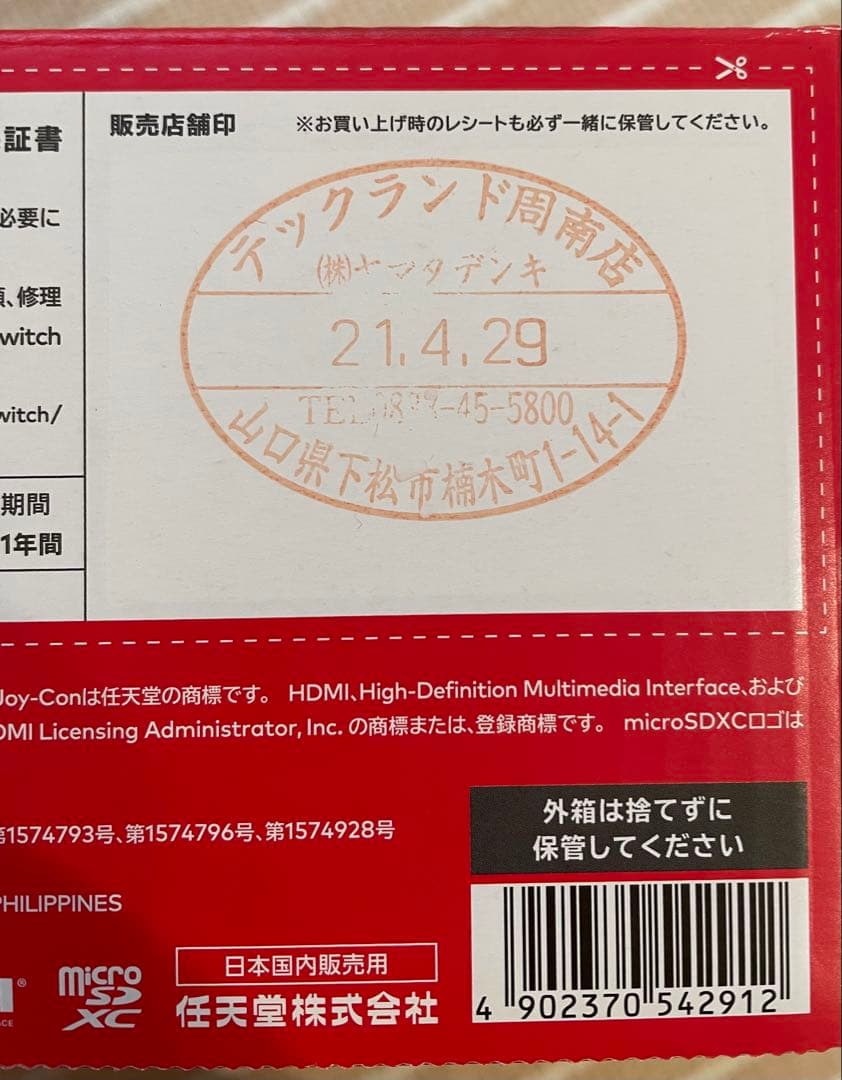 証書
必要に
、修理
witch
witch/
期間
1年間
販売店舗印
※お買い上げ時のレシートも必ず一緒に保管してください。
テックランド周南店
(株)ヤマダデンキ
21.4.29
TEL0833-45-5800
山口県下松市楠木町1-14-1
Joy-Conは任天堂の商標です。 HDMI、High-Definition Multimedia Interface、および
DMI Licensing Administrator, Inc. の商標または、登録商標です。 microSDXCロゴは
第1574793号、第1574796号、第1574928号
PHILIPPINES
外箱は捨てずに
保管してください
micro
SD
XC
日本国内販売用
任天堂株式会社
4 902370 542912